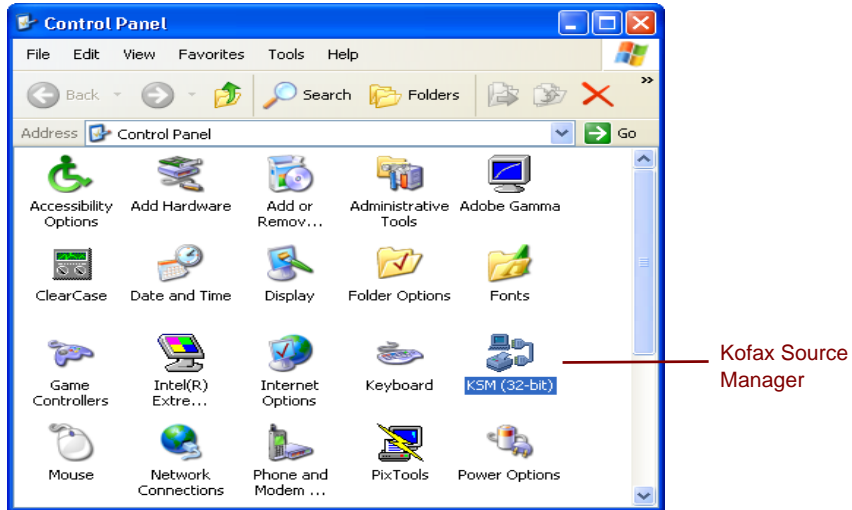 Control Panel
File Edit View Favorites Tools Help
Back Search Folders »
Address Control Panel Go
Accessibility Options
Add Hardware
Add or Remov...
Administrative Tools
Adobe Gamma
ClearCase
Date and Time
Display
Folder Options
Fonts
Game Controllers
Intel(R) Extre...
Internet Options
Keyboard
KSM (32-bit)
Kofax Source
Manager
Mouse
Network Connections
Phone and Modem ...
PixTools
Power Options